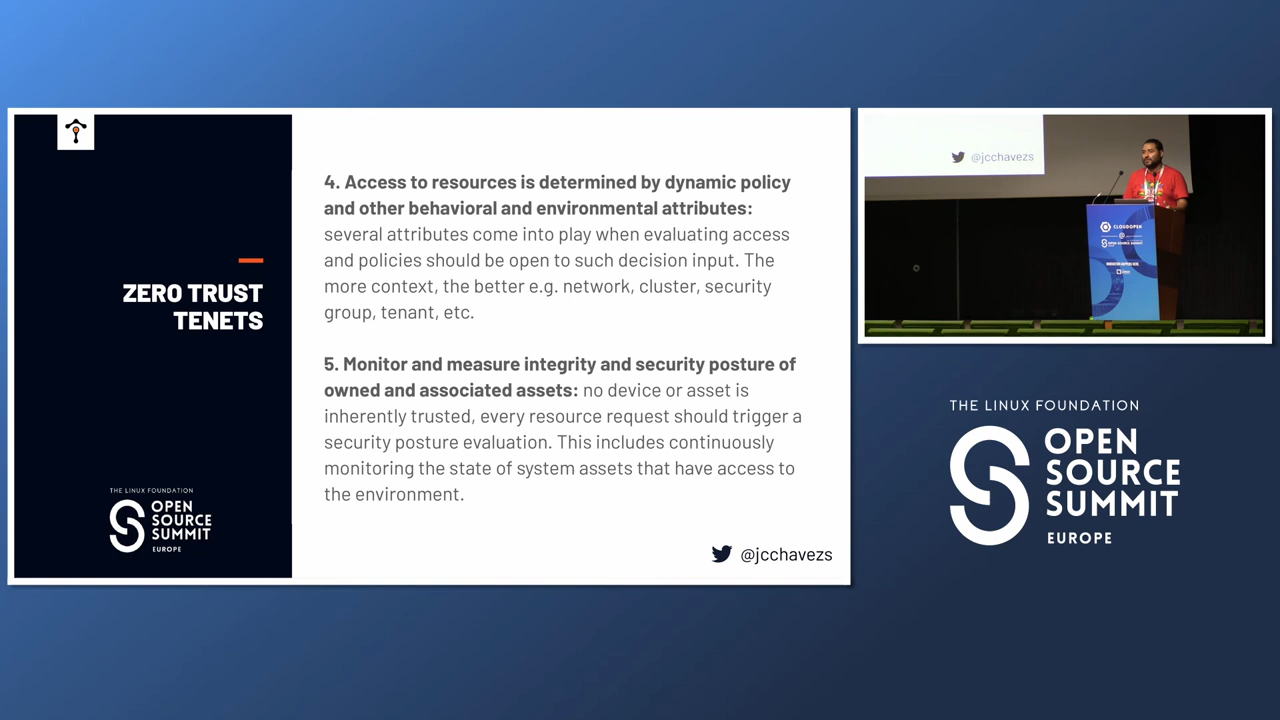 ZERO TRUST
TENETS
THE LINUX FOUNDATION
OPEN
SOURCE
SUMMIT
EUROPE
4. Access to resources is determined by dynamic policy
and other behavioral and environmental attributes:
several attributes come into play when evaluating access
and policies should be open to such decision input. The
more context, the better e.g. network, cluster, security
group, tenant, etc.
5. Monitor and measure integrity and security posture of
owned and associated assets: no device or asset is
inherently trusted, every resource request should trigger a
security posture evaluation. This includes continuously
monitoring the state of system assets that have access to
the environment.
@jcchavezs
@jcchavezs
CLOUDOPEN
OPEN SOURCE SUMMIT
THE LINUX FOUNDATION
OPEN
SOURCE
SUMMIT
EUROPE